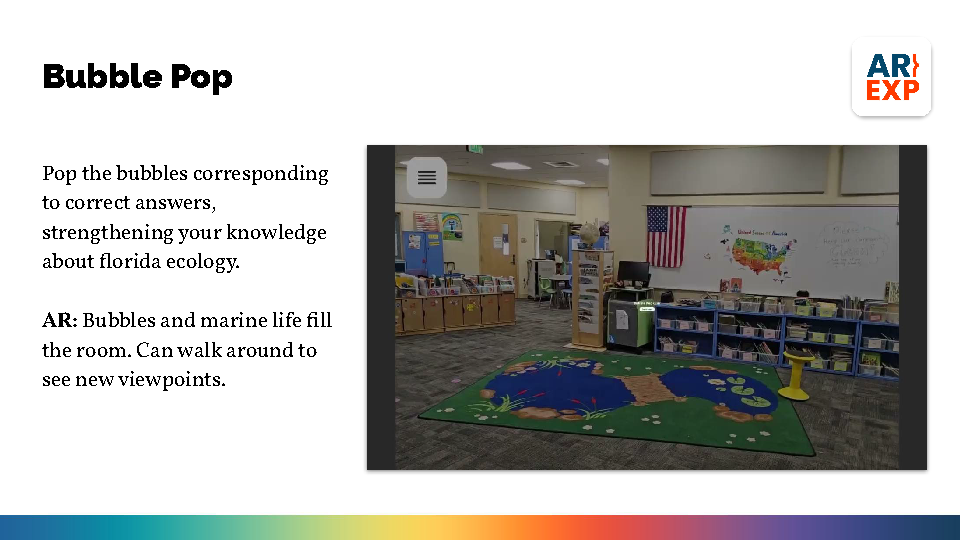 Bubble Pop
AR}
EXP
Pop the bubbles corresponding
to correct answers,
strengthening your knowledge
about florida ecology.
AR: Bubbles and marine life fill
the room. Can walk around to
see new viewpoints.
United States of America